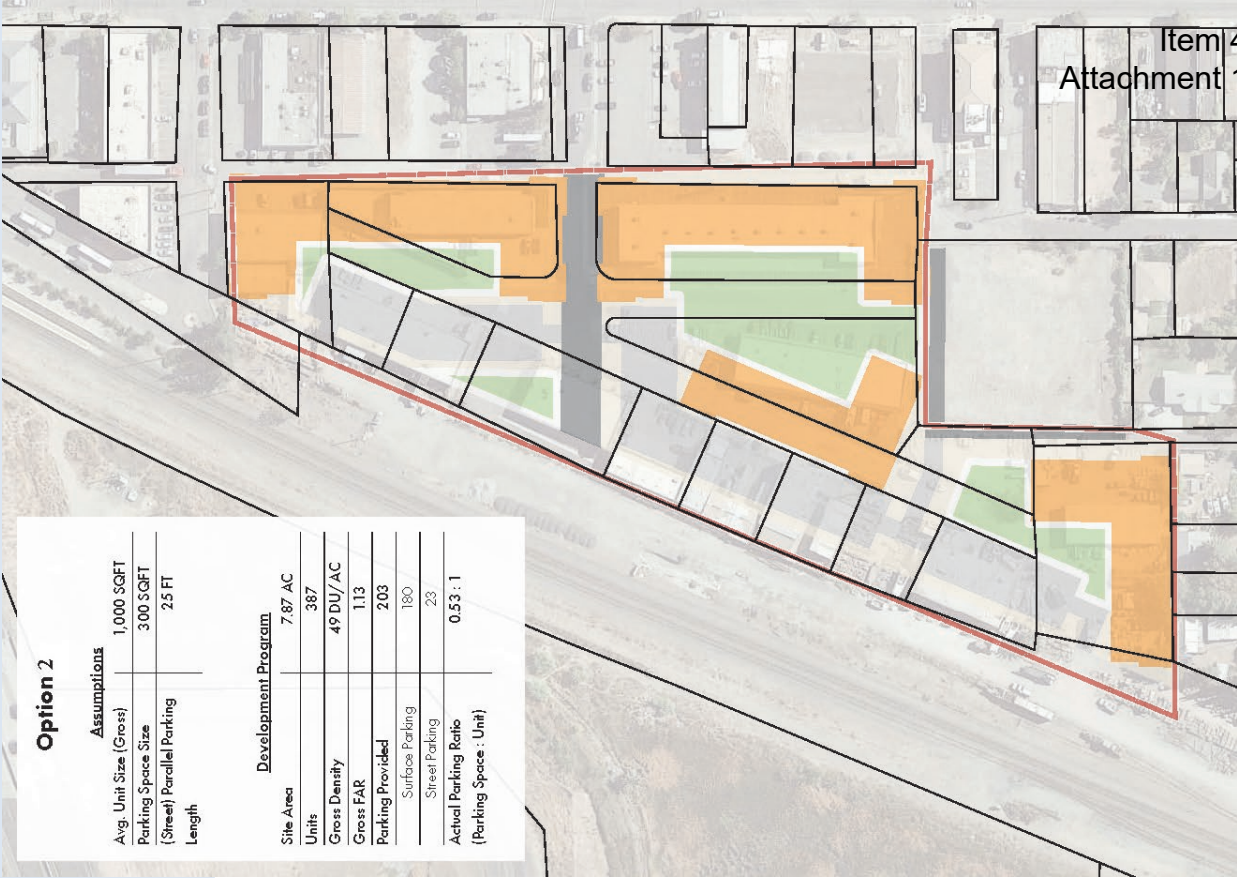 Item 4
Attachment 1
Option 2
Assumptions
Avg. Unit Size (Gross) 1,000 SQFT
Parking Space Size 300 SQFT
(Street) Parallel Parking 25 FT
Length
Development Program
Site Area 7.87 AC
Units 387
Gross Density 49 DU/AC
Gross FAR 1.13
Parking Provided 203
Surface Parking 180
Street Parking 23
Actual Parking Ratio 0.53 : 1
(Parking Space : Unit)